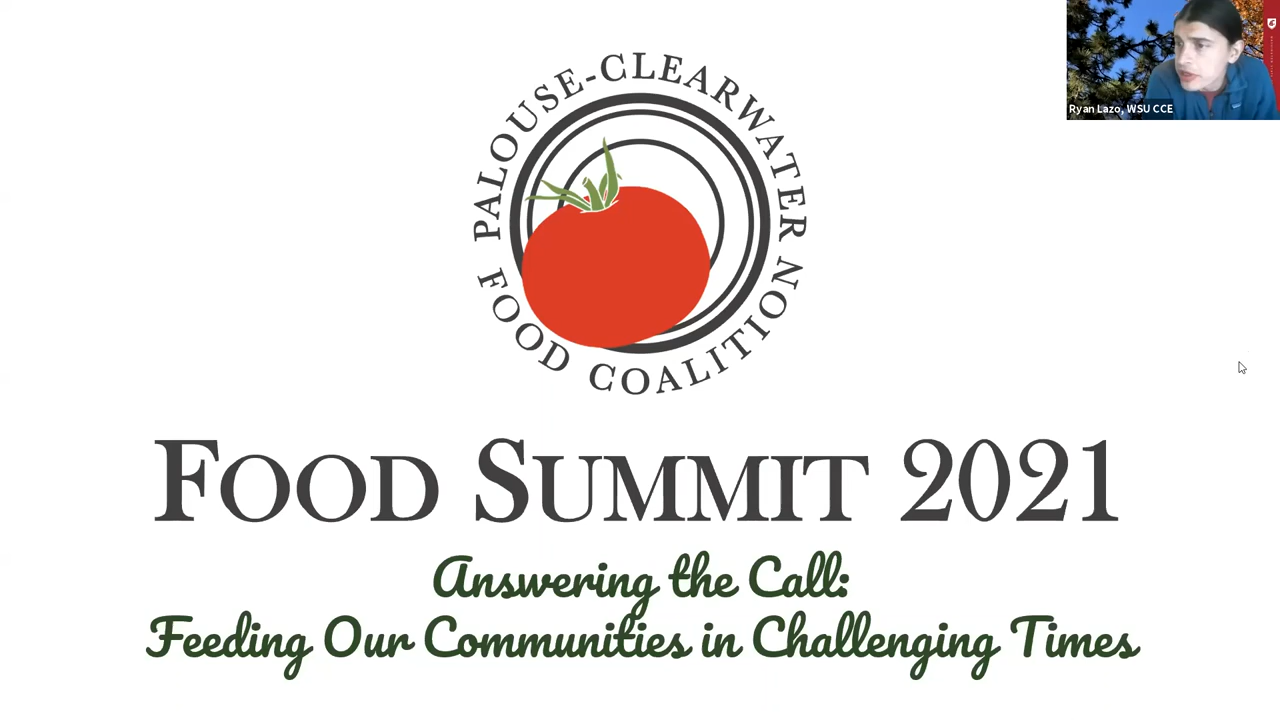 PALOUSE-CLEARWATER
FOOD COALITION
FOOD SUMMIT 2021
Answering the Call:
Feeding Our Communities in Challenging Times
Ryan Lazo, WSU CCE